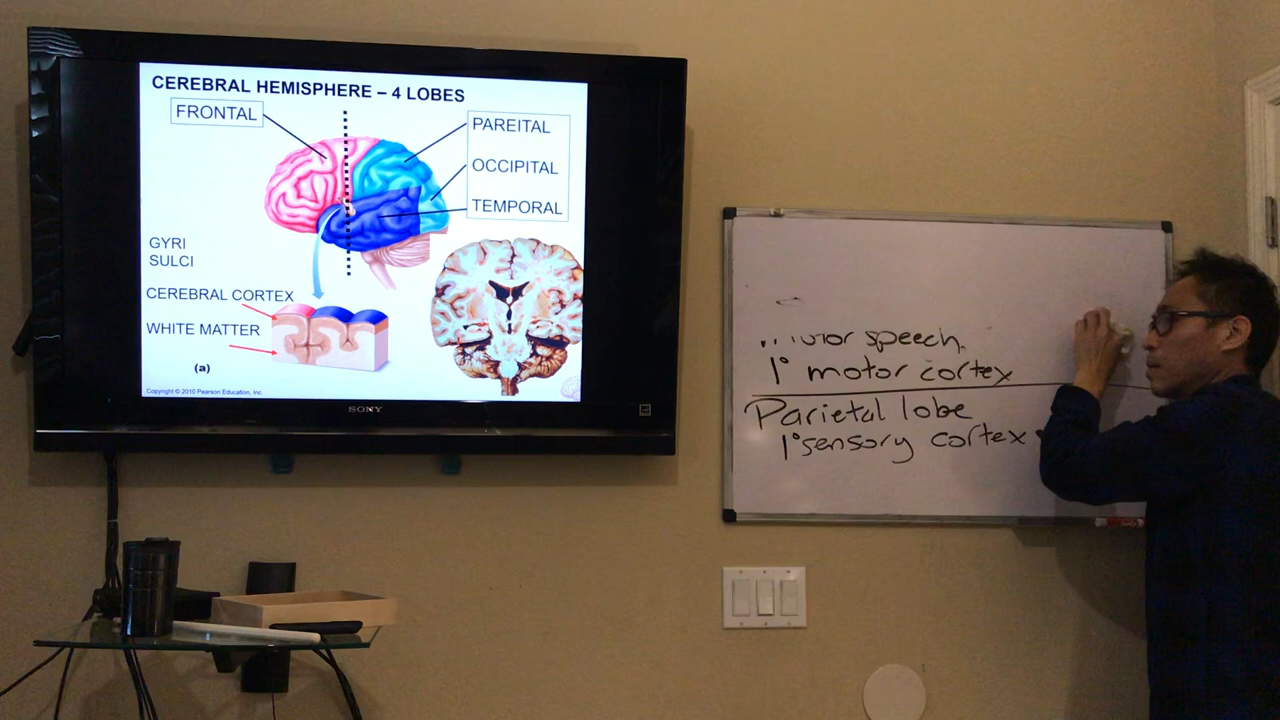 CEREBRAL HEMISPHERE – 4 LOBES
FRONTAL
PAREITAL
OCCIPITAL
TEMPORAL
GYRI
SULCI
CEREBRAL CORTEX
WHITE MATTER
(a)
Copyright © 2010 Pearson Education, Inc.
SONY
motor speech
1° motor cortex
Parietal lobe
1° sensory cortex